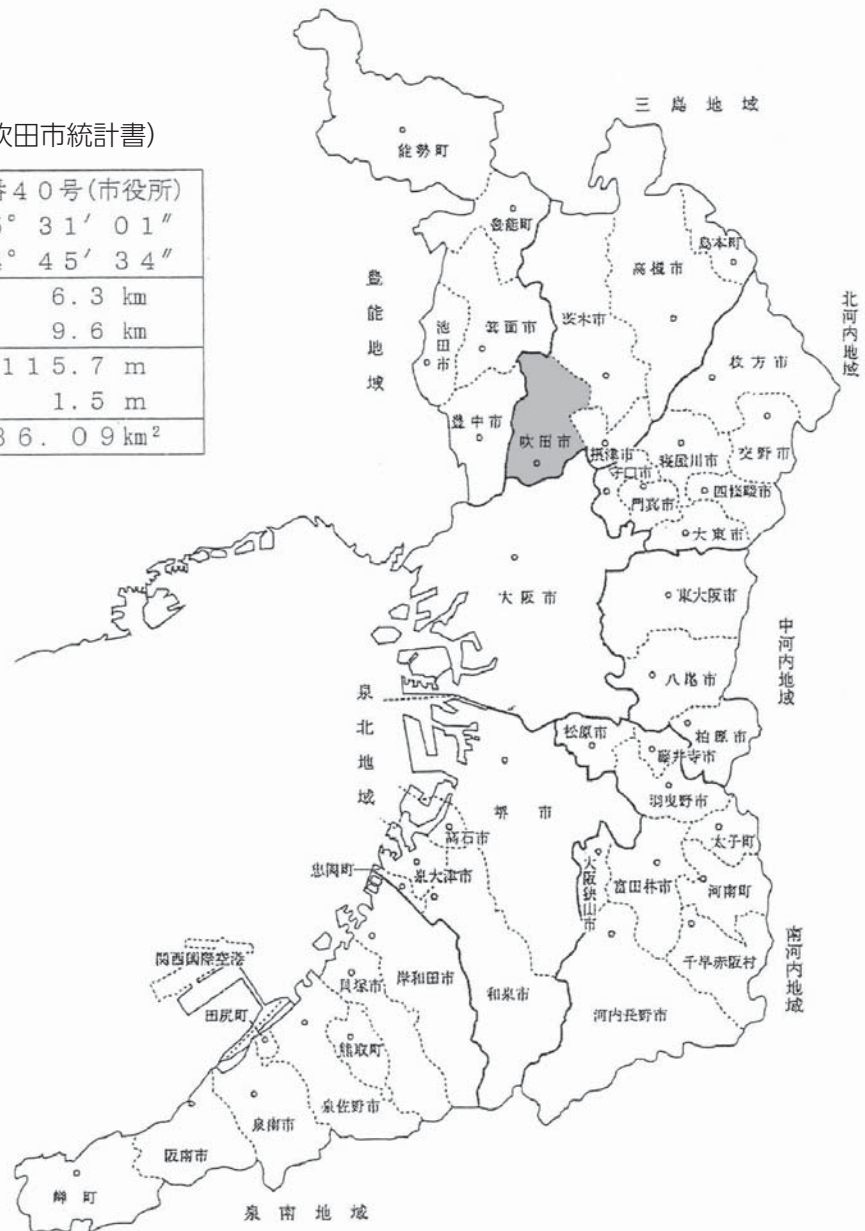 吹田市統計書)
番40号(市役所)
° 31′ 01″
° 45′ 34″
6.3 km
9.6 km
115.7 m
1.5 m
36.09km²
三島地域
能勢町
豊能町
島本町
高槻市
豊能地域
池田市
箕面市
茨木市
北河内地域
枚方市
豊中市
吹田市
摂津市
守口市
寝屋川市
交野市
門真市
四條畷市
大東市
大阪市
東大阪市
中河内地域
八尾市
泉北地域
松原市
柏原市
藤井寺市
羽曳野市
堺市
高石市
太子町
忠岡町
泉大津市
大阪狭山市
富田林市
河南町
南河内地域
関西国際空港
千早赤阪村
貝塚市
岸和田市
和泉市
田尻町
河内長野市
熊取町
泉佐野市
泉南市
阪南市
岬町
泉南地域